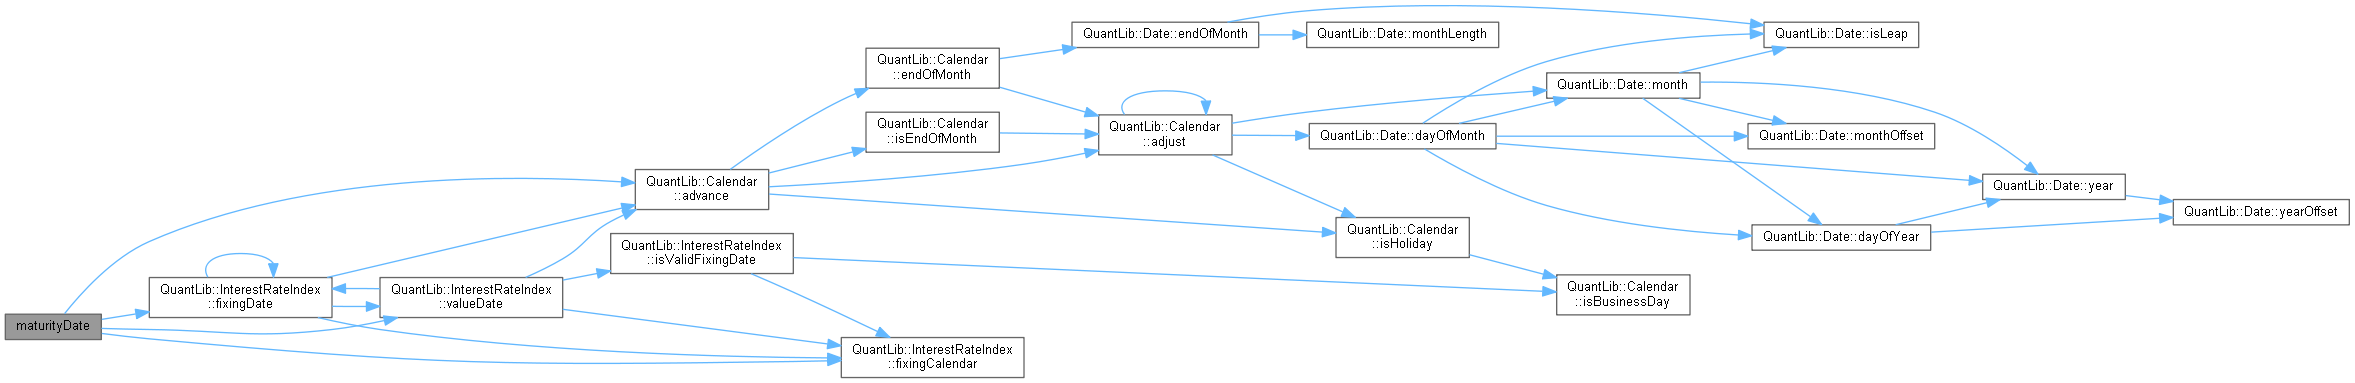 maturityDate
QuantLib::InterestRateIndex
::fixingDate
QuantLib::InterestRateIndex
::valueDate
QuantLib::Calendar
::advance
QuantLib::InterestRateIndex
::isValidFixingDate
QuantLib::InterestRateIndex
::fixingCalendar
QuantLib::Calendar
::endOfMonth
QuantLib::Calendar
::isEndOfMonth
QuantLib::Date::endOfMonth
QuantLib::Calendar
::adjust
QuantLib::Date::monthLength
QuantLib::Date::dayOfMonth
QuantLib::Calendar
::isHoliday
QuantLib::Date::month
QuantLib::Calendar
::isBusinessDay
QuantLib::Date::isLeap
QuantLib::Date::monthOffset
QuantLib::Date::dayOfYear
QuantLib::Date::year
QuantLib::Date::yearOffset